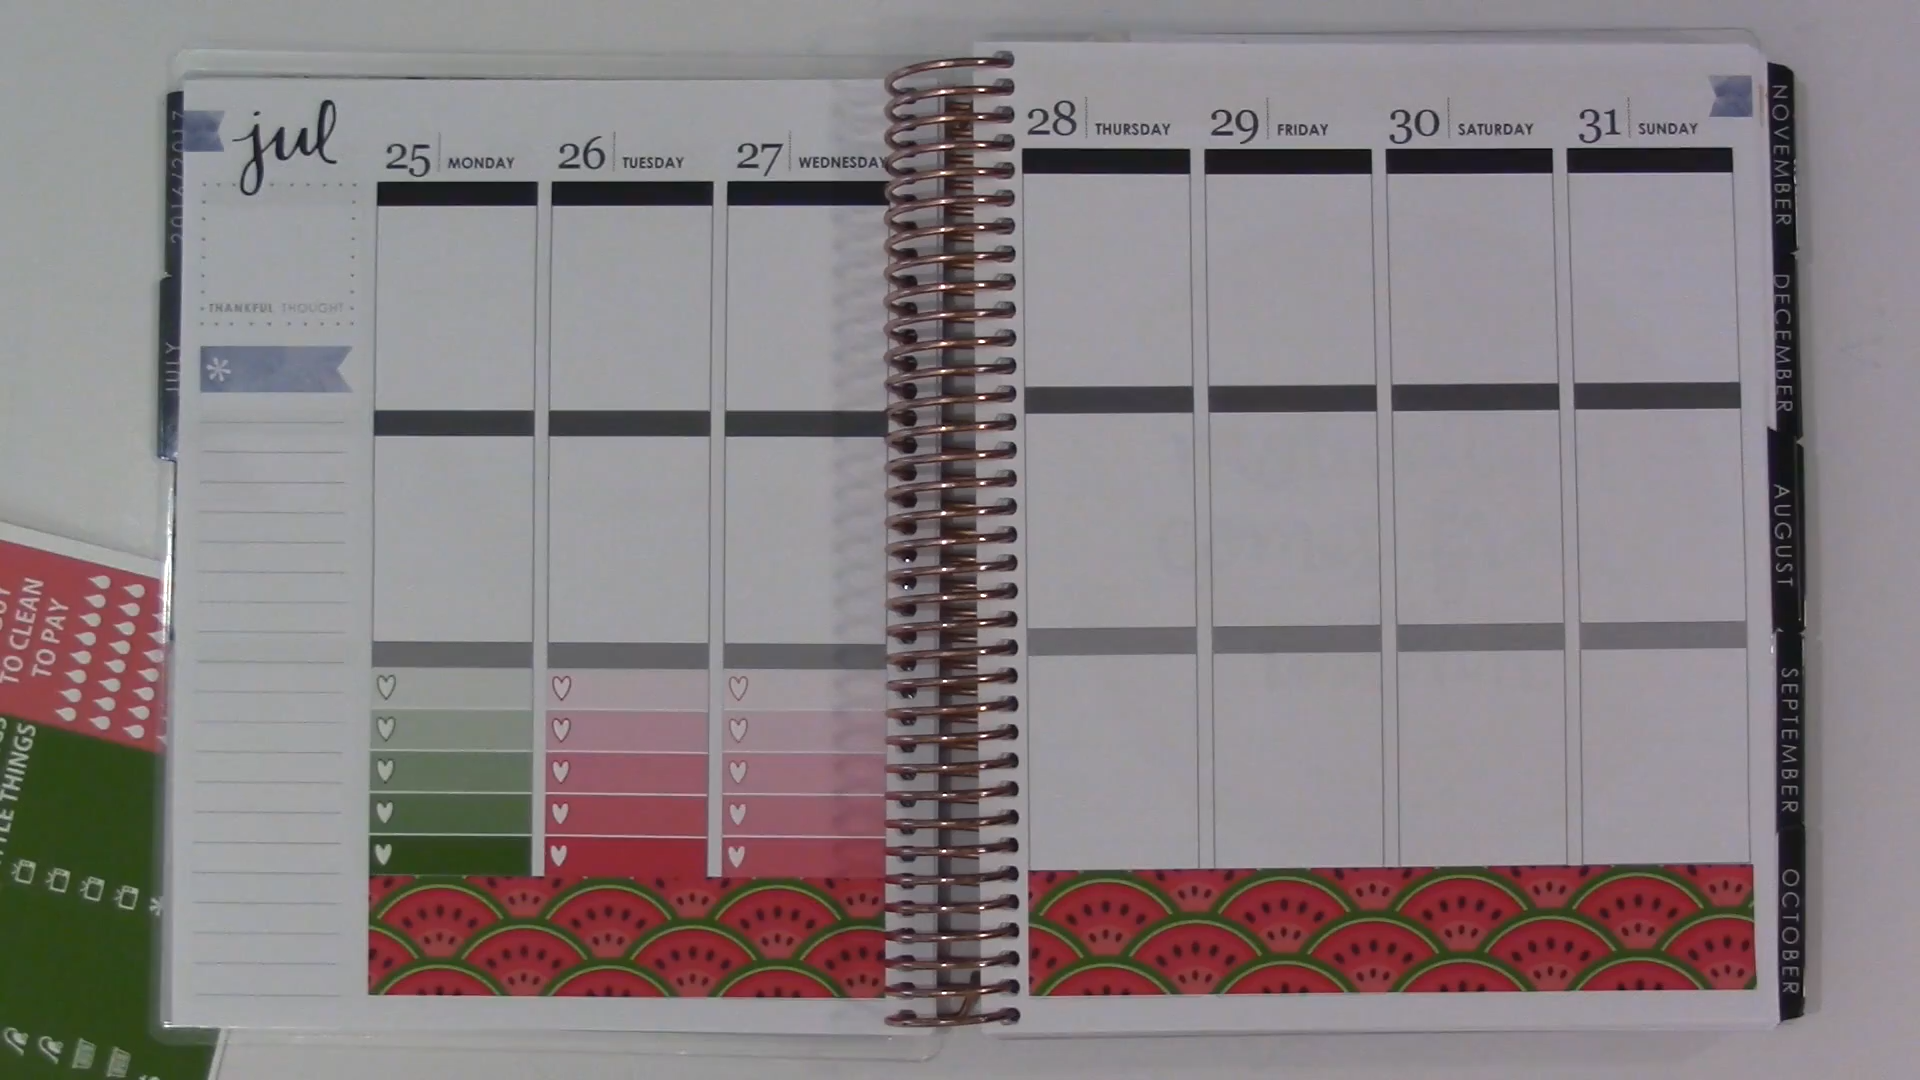 jul
25 MONDAY
26 TUESDAY
27 WEDNESDAY
28 THURSDAY
29 FRIDAY
30 SATURDAY
31 SUNDAY
THANKFUL THOUGHT
*
JULY
NOVEMBER
DECEMBER
AUGUST
SEPTEMBER
OCTOBER
TO CLEAN
TO PAY
THINGS